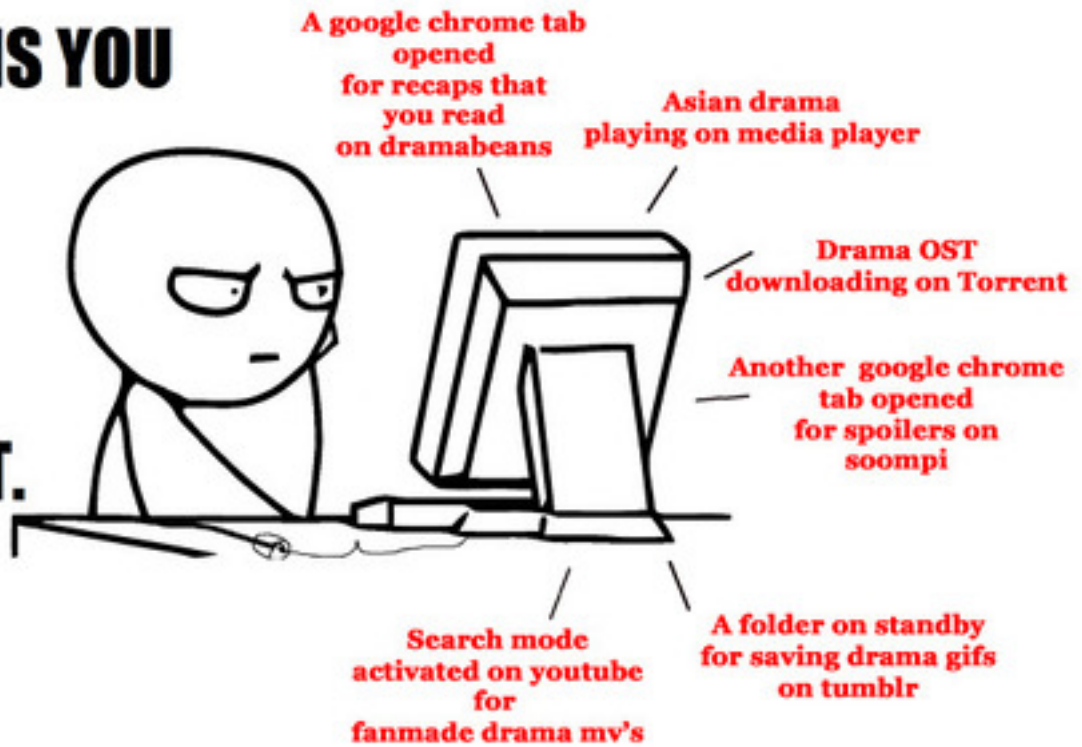 IS YOU
A google chrome tab
opened
for recaps that
you read
on dramabeans
Asian drama
playing on media player
Drama OST
downloading on Torrent
Another google chrome
tab opened
for spoilers on
soompi
T.
Search mode
activated on youtube
for
fanmade drama mv's
A folder on standby
for saving drama gifs
on tumblr